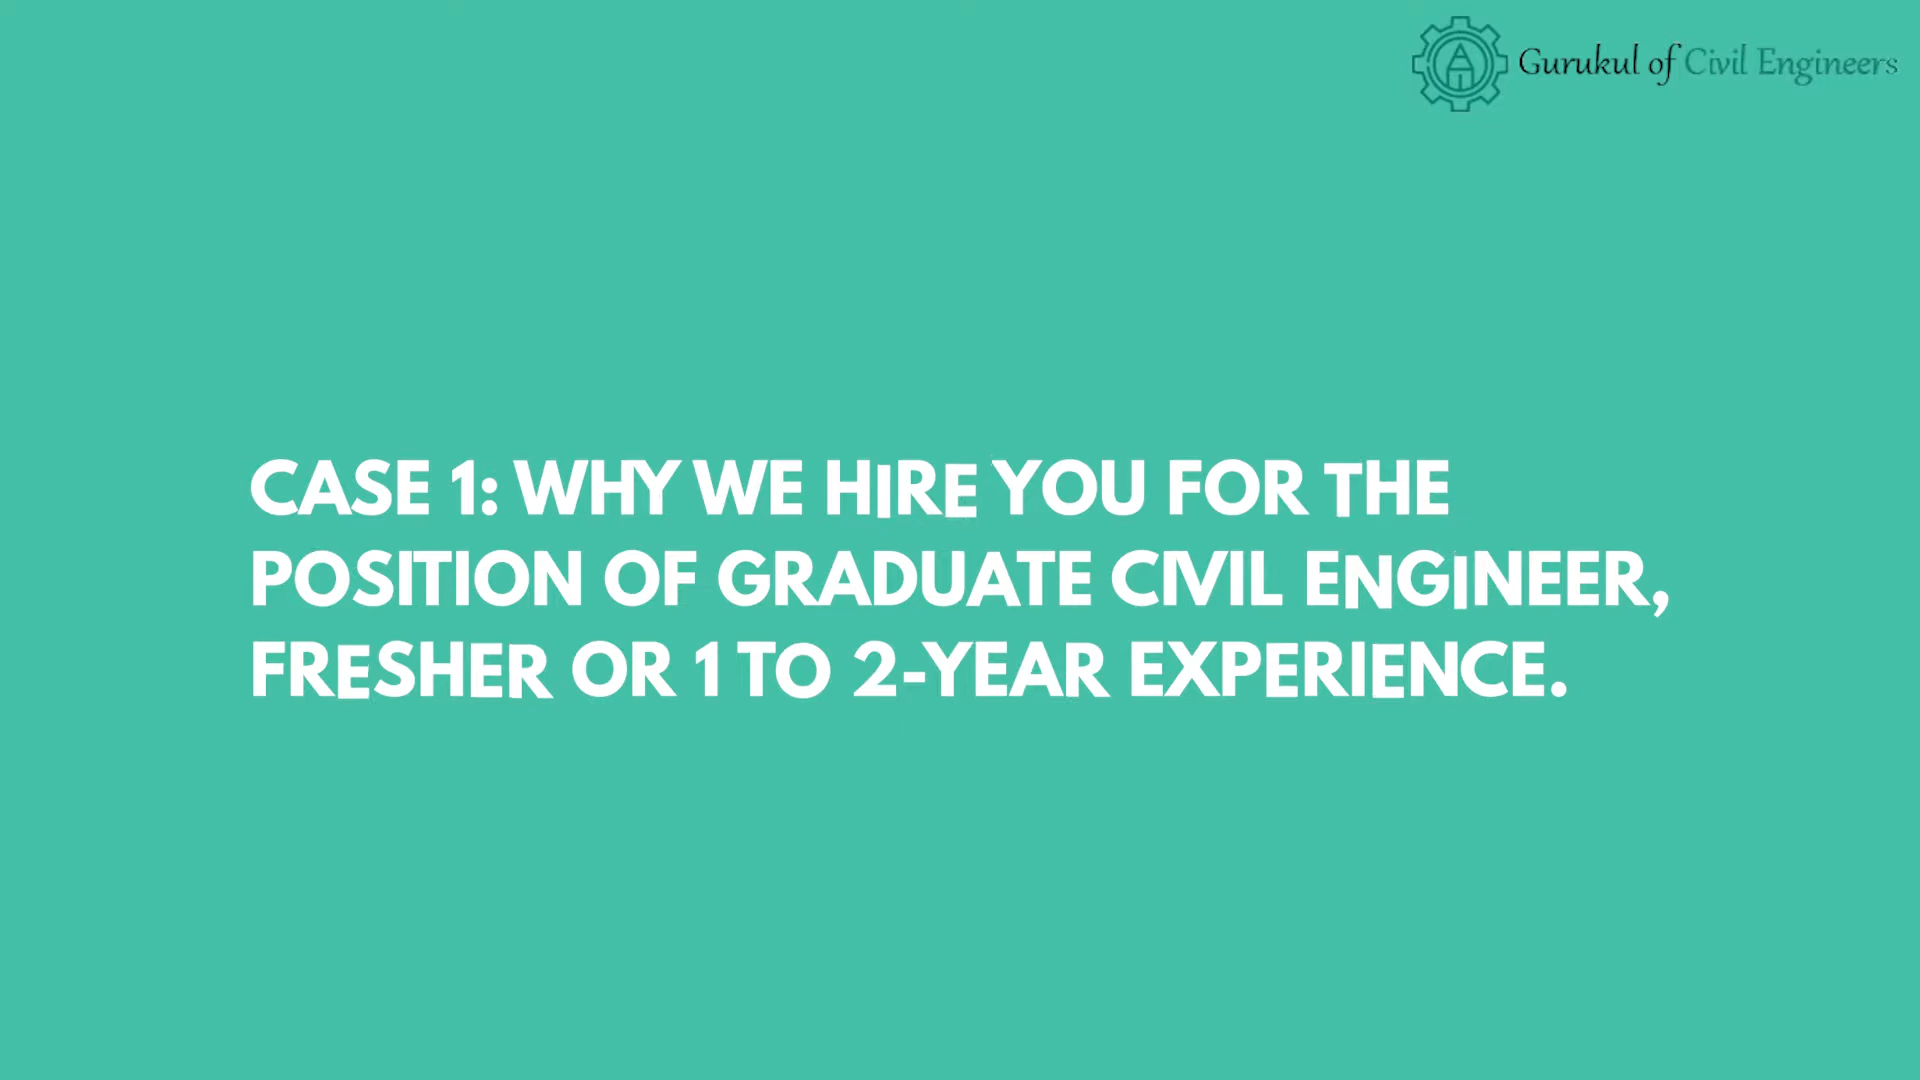 Gurukul of Civil Engineers
CASE 1: WHY WE HIRE YOU FOR THE
POSITION OF GRADUATE CIVIL ENGINEER,
FRESHER OR 1 TO 2-YEAR EXPERIENCE.